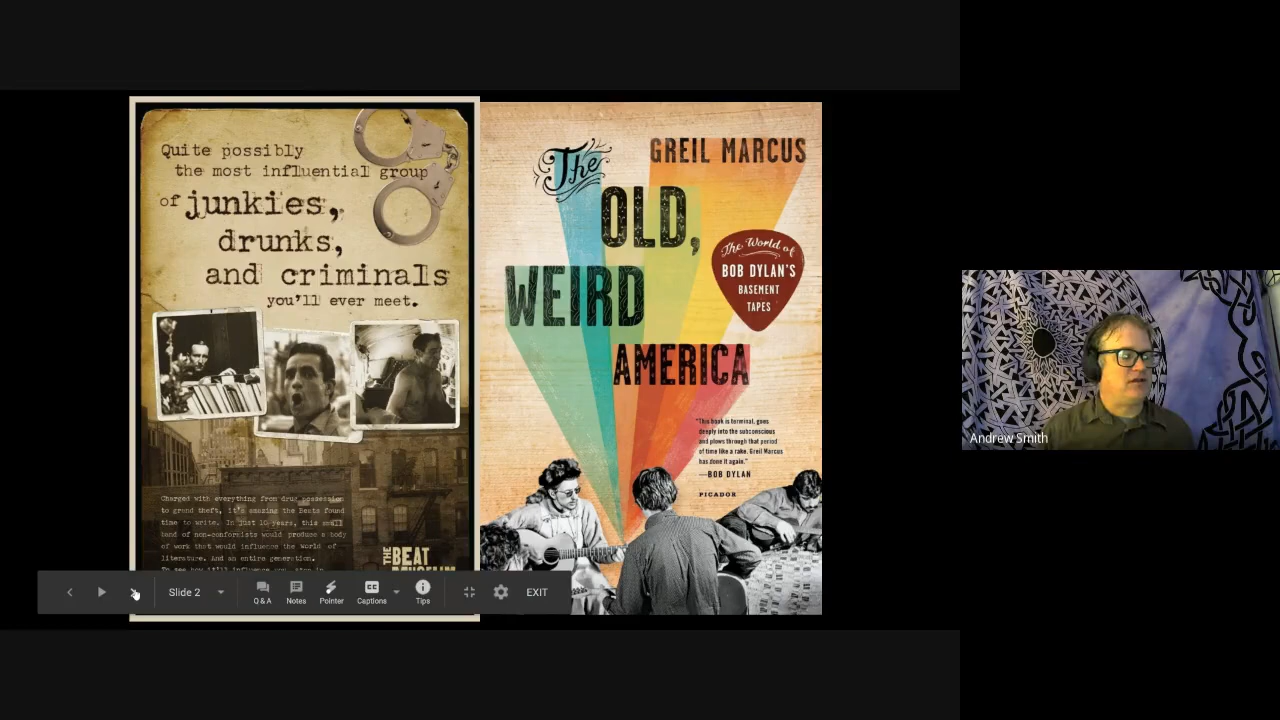 Quite possibly
the most influential group
of junkies,
drunks,
and criminals
you'll ever meet.
Charged with everything from drug possession
to grand theft, it's amazing the Beats found
time to write. In just 10 years, this small
band of non-conformists would produce a body
of work that would influence the world of
literature. And an entire generation.
THE BEAT
GREIL MARCUS
The
OLD,
WEIRD
AMERICA
The World of
BOB DYLAN'S
BASEMENT
TAPES
"This book is terminal, goes
deeply into the subconscious
and plows through that period
of time like a rake. Greil Marcus
has done it again."
—BOB DYLAN
PICADOR
Slide 2
Q & A
Notes
Pointer
CC
Captions
Tips
EXIT
Andrew Smith